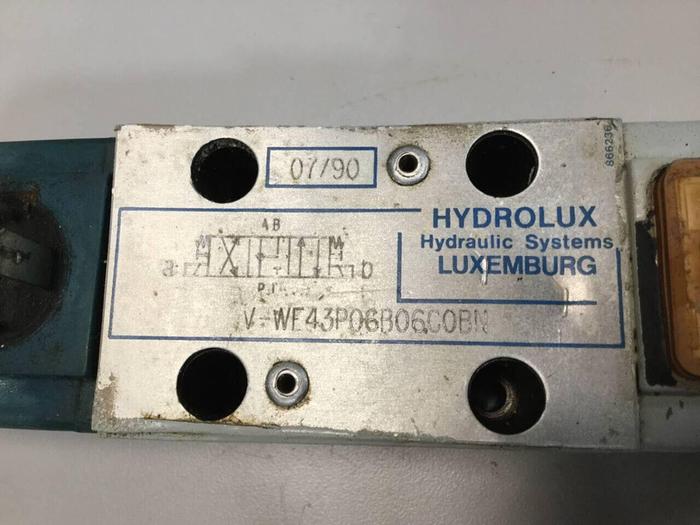 07/90
866236
HYDROLUX
Hydraulic Systems
LUXEMBURG
A B
a b
P
V-WE43P06B06C0BN